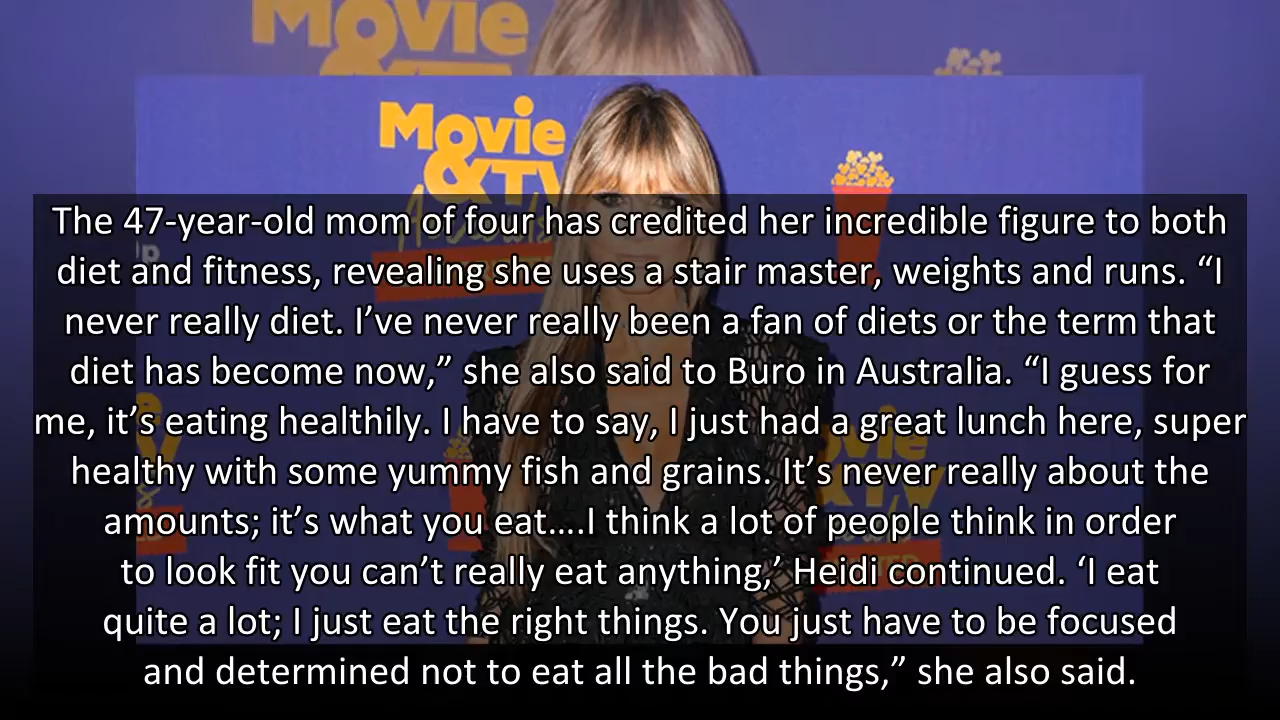 Movie
&
Movie
&TV
The 47-year-old mom of four has credited her incredible figure to both
diet and fitness, revealing she uses a stair master, weights and runs. “I
never really diet. I’ve never really been a fan of diets or the term that
diet has become now,” she also said to Buro in Australia. “I guess for
me, it’s eating healthily. I have to say, I just had a great lunch here, super
healthy with some yummy fish and grains. It’s never really about the
amounts; it’s what you eat….I think a lot of people think in order
to look fit you can’t really eat anything,’ Heidi continued. ‘I eat
quite a lot; I just eat the right things. You just have to be focused
and determined not to eat all the bad things,” she also said.